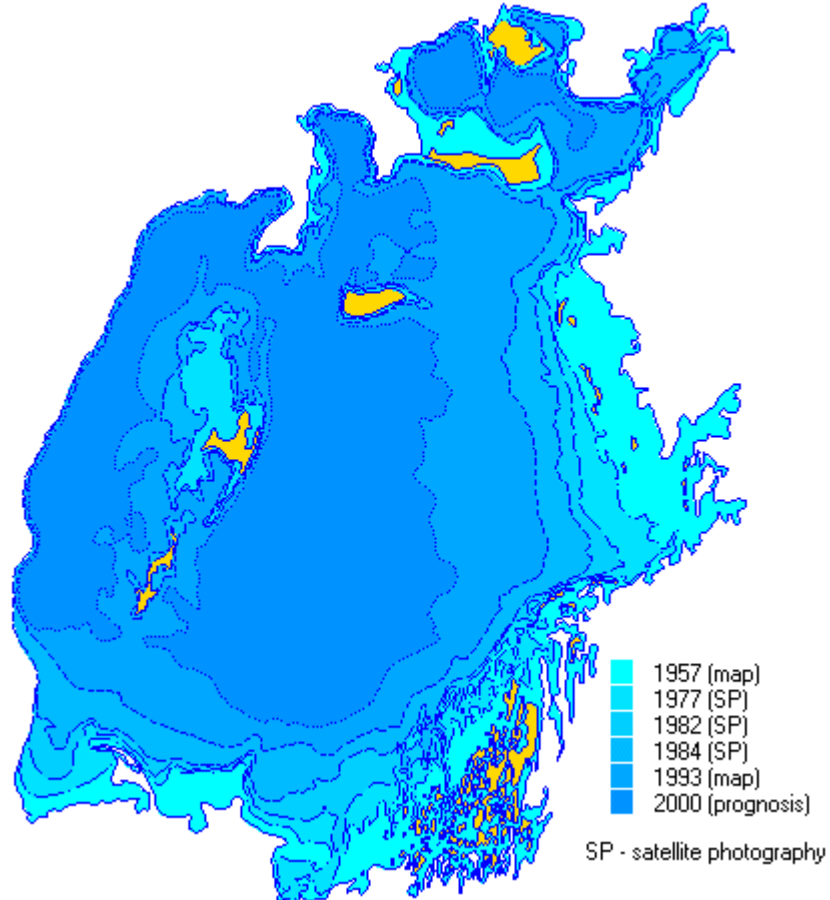 1957 (map)
1977 (SP)
1982 (SP)
1984 (SP)
1993 (map)
2000 (prognosis)
SP - satellite photography